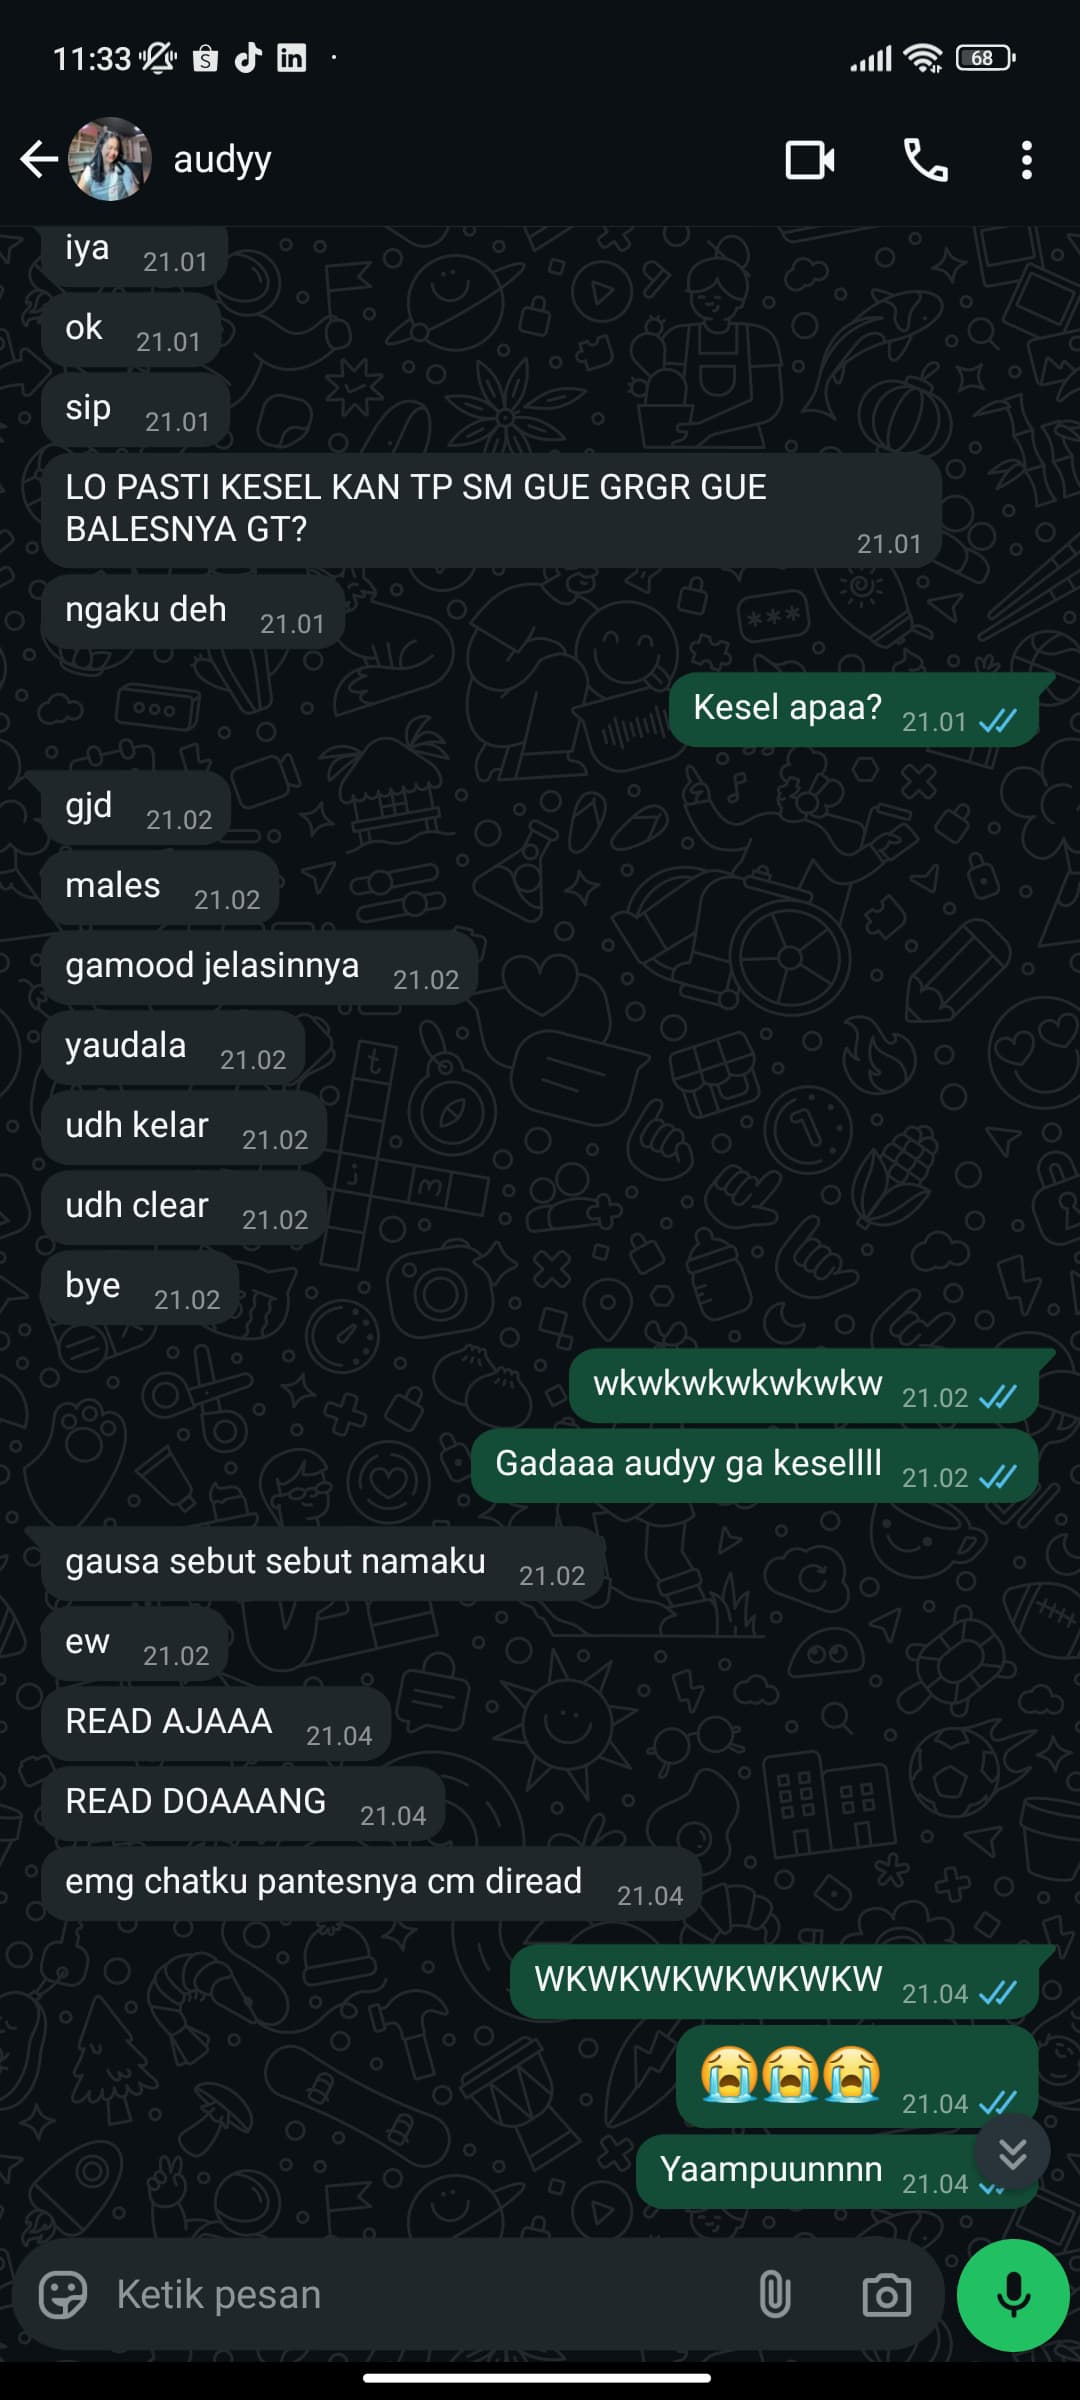 11:33
68
audyy
iya 21.01
ok 21.01
sip 21.01
LO PASTI KESEL KAN TP SM GUE GRGR GUE
BALESNYA GT? 21.01
ngaku deh 21.01
Kesel apaa? 21.01
gjd 21.02
males 21.02
gamood jelasinnya 21.02
yaudala 21.02
udh kelar 21.02
udh clear 21.02
bye 21.02
wkwkwkwkwkwkw 21.02
Gadaaa audyy ga kesellll 21.02
gausa sebut sebut namaku 21.02
ew 21.02
READ AJAAA 21.04
READ DOAAANG 21.04
emg chatku pantesnya cm diread 21.04
WKWKWKWKWKWKW 21.04
😭😭😭 21.04
Yaampuunnnn 21.04
Ketik pesan